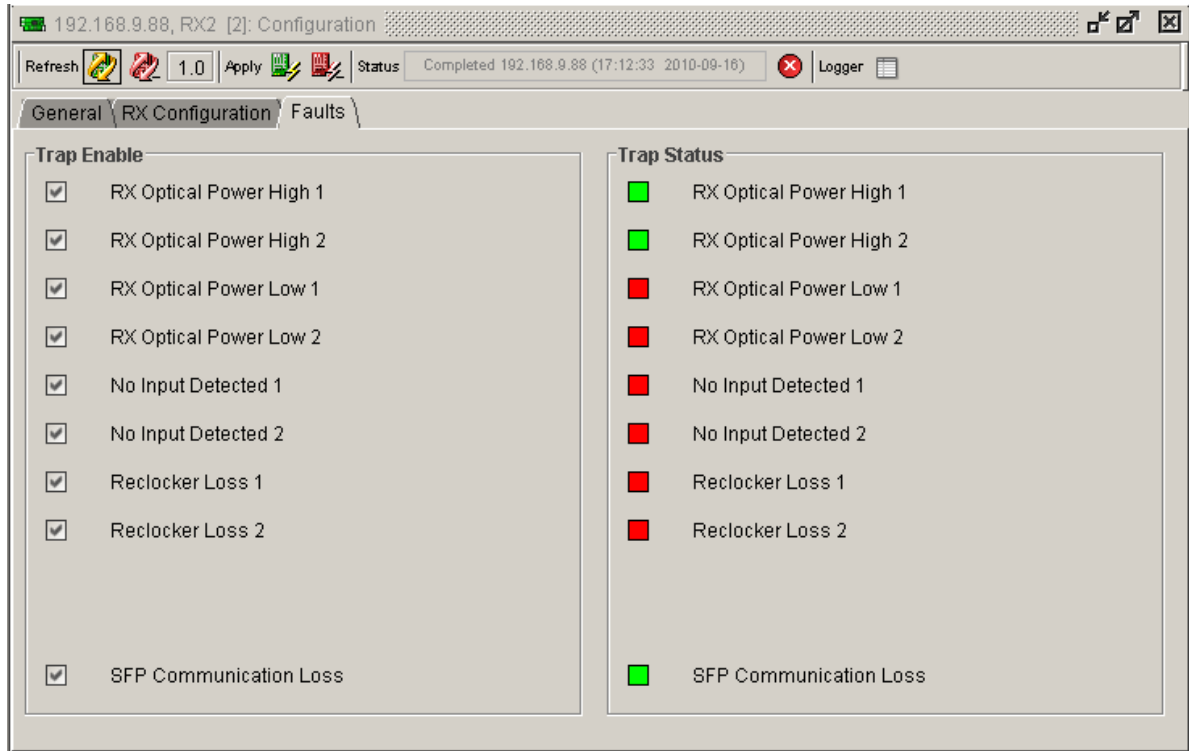 192.168.9.88, RX2 [2]: Configuration
Refresh 1.0 Apply Status Completed 192.168.9.88 (17:12:33 2010-09-16) Logger
General RX Configuration Faults
Trap Enable
RX Optical Power High 1
RX Optical Power High 2
RX Optical Power Low 1
RX Optical Power Low 2
No Input Detected 1
No Input Detected 2
Reclocker Loss 1
Reclocker Loss 2
SFP Communication Loss
Trap Status
RX Optical Power High 1
RX Optical Power High 2
RX Optical Power Low 1
RX Optical Power Low 2
No Input Detected 1
No Input Detected 2
Reclocker Loss 1
Reclocker Loss 2
SFP Communication Loss